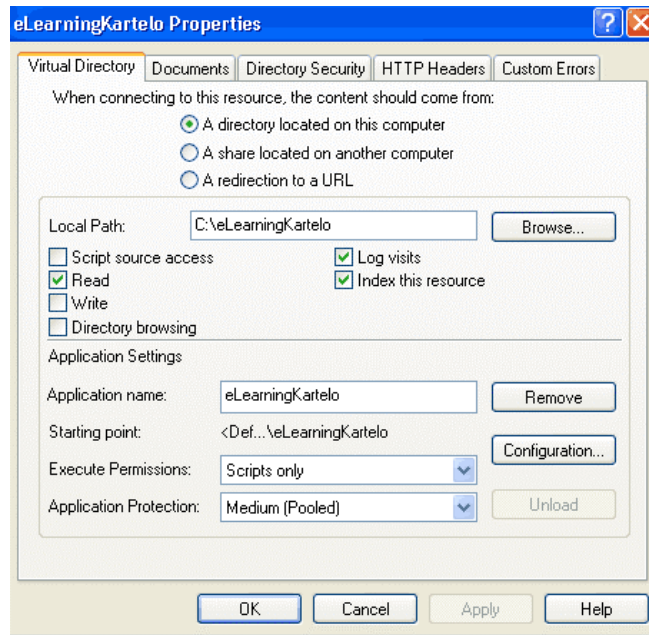 eLearningKartelo Properties
Virtual Directory Documents Directory Security HTTP Headers Custom Errors
When connecting to this resource, the content should come from:
A directory located on this computer
A share located on another computer
A redirection to a URL
Local Path: C:\eLearningKartelo Browse...
Script source access Log visits
Read Index this resource
Write
Directory browsing
Application Settings
Application name: eLearningKartelo Remove
Starting point: <Def...\eLearningKartelo
Configuration...
Execute Permissions: Scripts only
Application Protection: Medium (Pooled) Unload
OK Cancel Apply Help